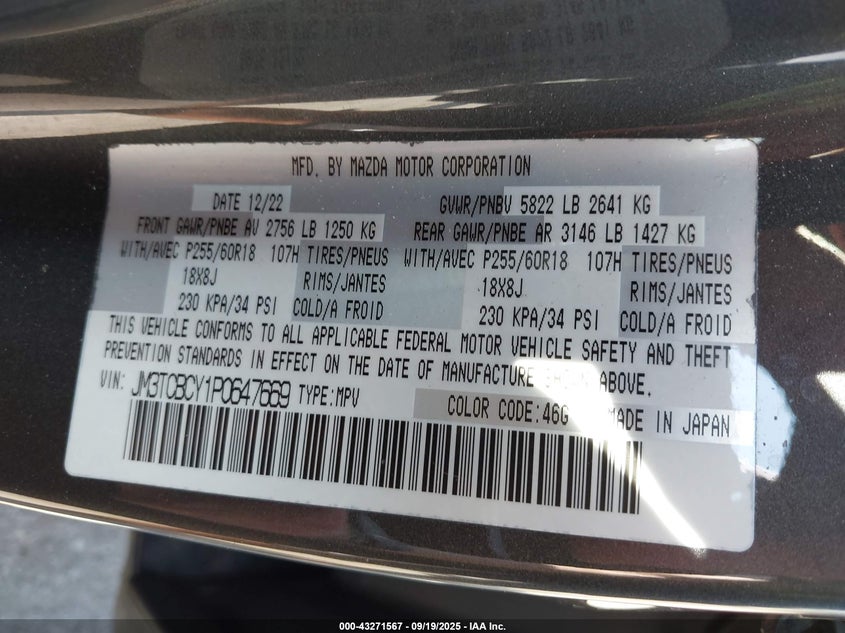 MFD. BY MAZDA MOTOR CORPORATION
DATE 12/22 GVWR/PNBV 5822 LB 2641 KG
FRONT GAWR/PNBE AV 2756 LB 1250 KG REAR GAWR/PNBE AR 3146 LB 1427 KG
WITH/AVEC P255/60R18 107H TIRES/PNEUS WITH/AVEC P255/60R18 107H TIRES/PNEUS
18X8J RIMS/JANTES 18X8J RIMS/JANTES
230 KPA/34 PSI COLD/A FROID 230 KPA/34 PSI COLD/A FROID
THIS VEHICLE CONFORMS TO ALL APPLICABLE FEDERAL MOTOR VEHICLE SAFETY AND THEFT
PREVENTION STANDARDS IN EFFECT ON THE DATE OF MANUFACTURE SHOWN ABOVE.
VIN: JM3TCBCY1P0647669 TYPE:MPV COLOR CODE:46G MADE IN JAPAN
000-43271567 - 09/19/2025 - IAA Inc.